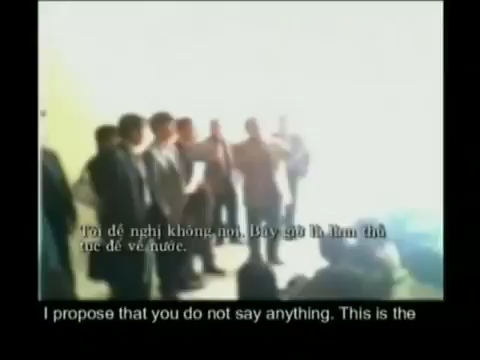 Tôi đề nghị không nói. Bây giờ là làm thủ
tục để về nước.
I propose that you do not say anything. This is the